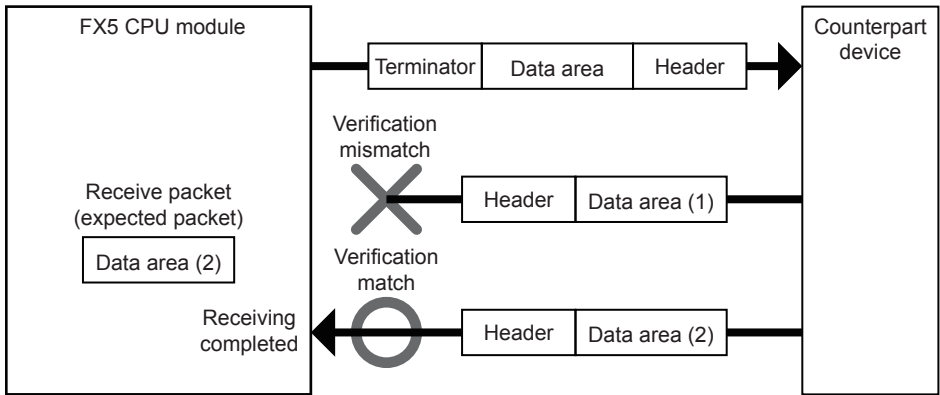 FX5 CPU module
Counterpart
device
Terminator
Data area
Header
Verification
mismatch
Header
Data area (1)
Receive packet
(expected packet)
Data area (2)
Verification
match
Receiving
completed
Header
Data area (2)